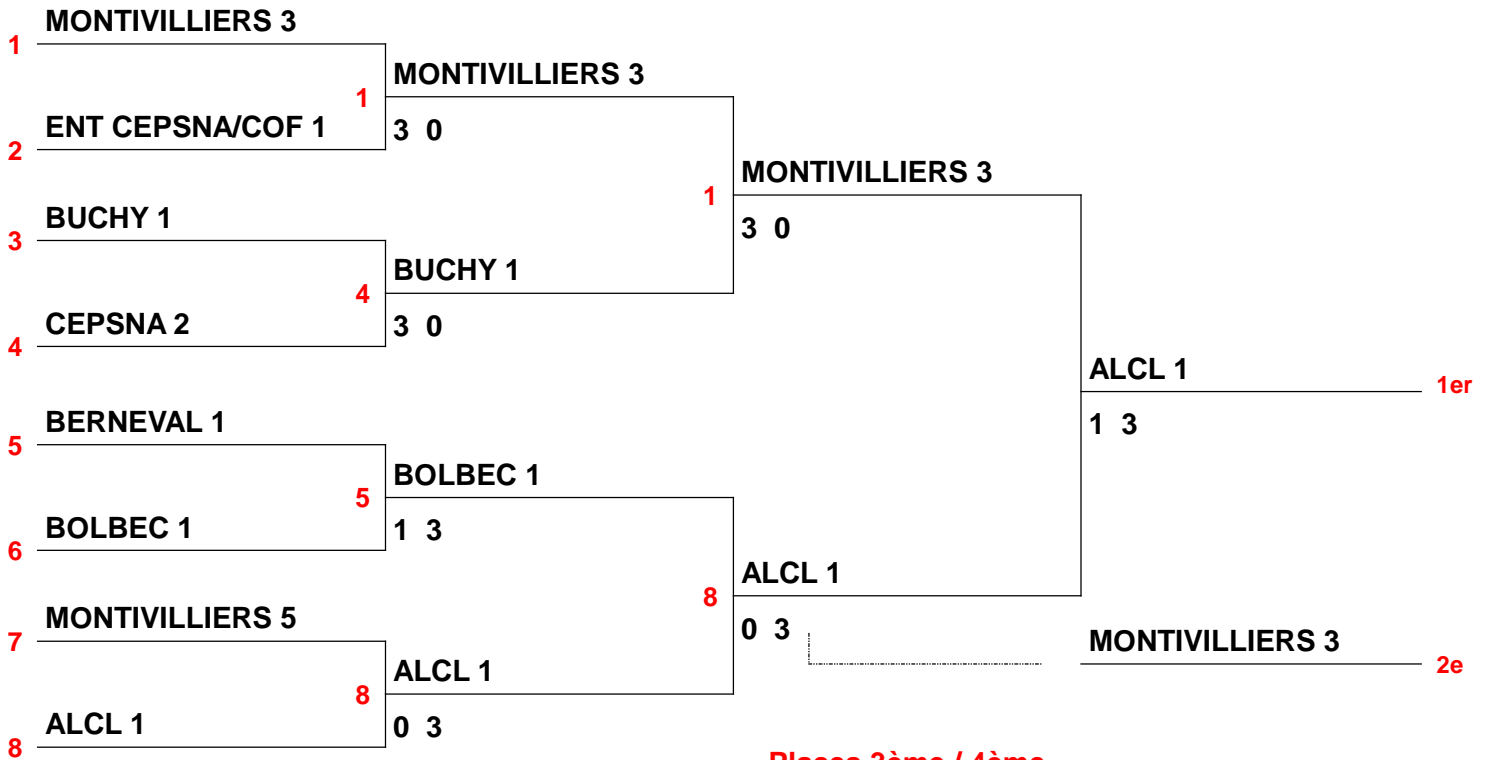 MONTIVILLIERS 3
1
MONTIVILLIERS 3
1
ENT CEPSNA/COF 1
3 0
2
MONTIVILLIERS 3
1
BUCHY 1
3 0
3
BUCHY 1
4
CEPSNA 2
3 0
4
ALCL 1
1er
BERNEVAL 1
1 3
5
BOLBEC 1
5
BOLBEC 1
1 3
6
ALCL 1
8
MONTIVILLIERS 5
0 3
MONTIVILLIERS 3
7
2e
ALCL 1
8
ALCL 1
0 3
8
3ème / 4ème